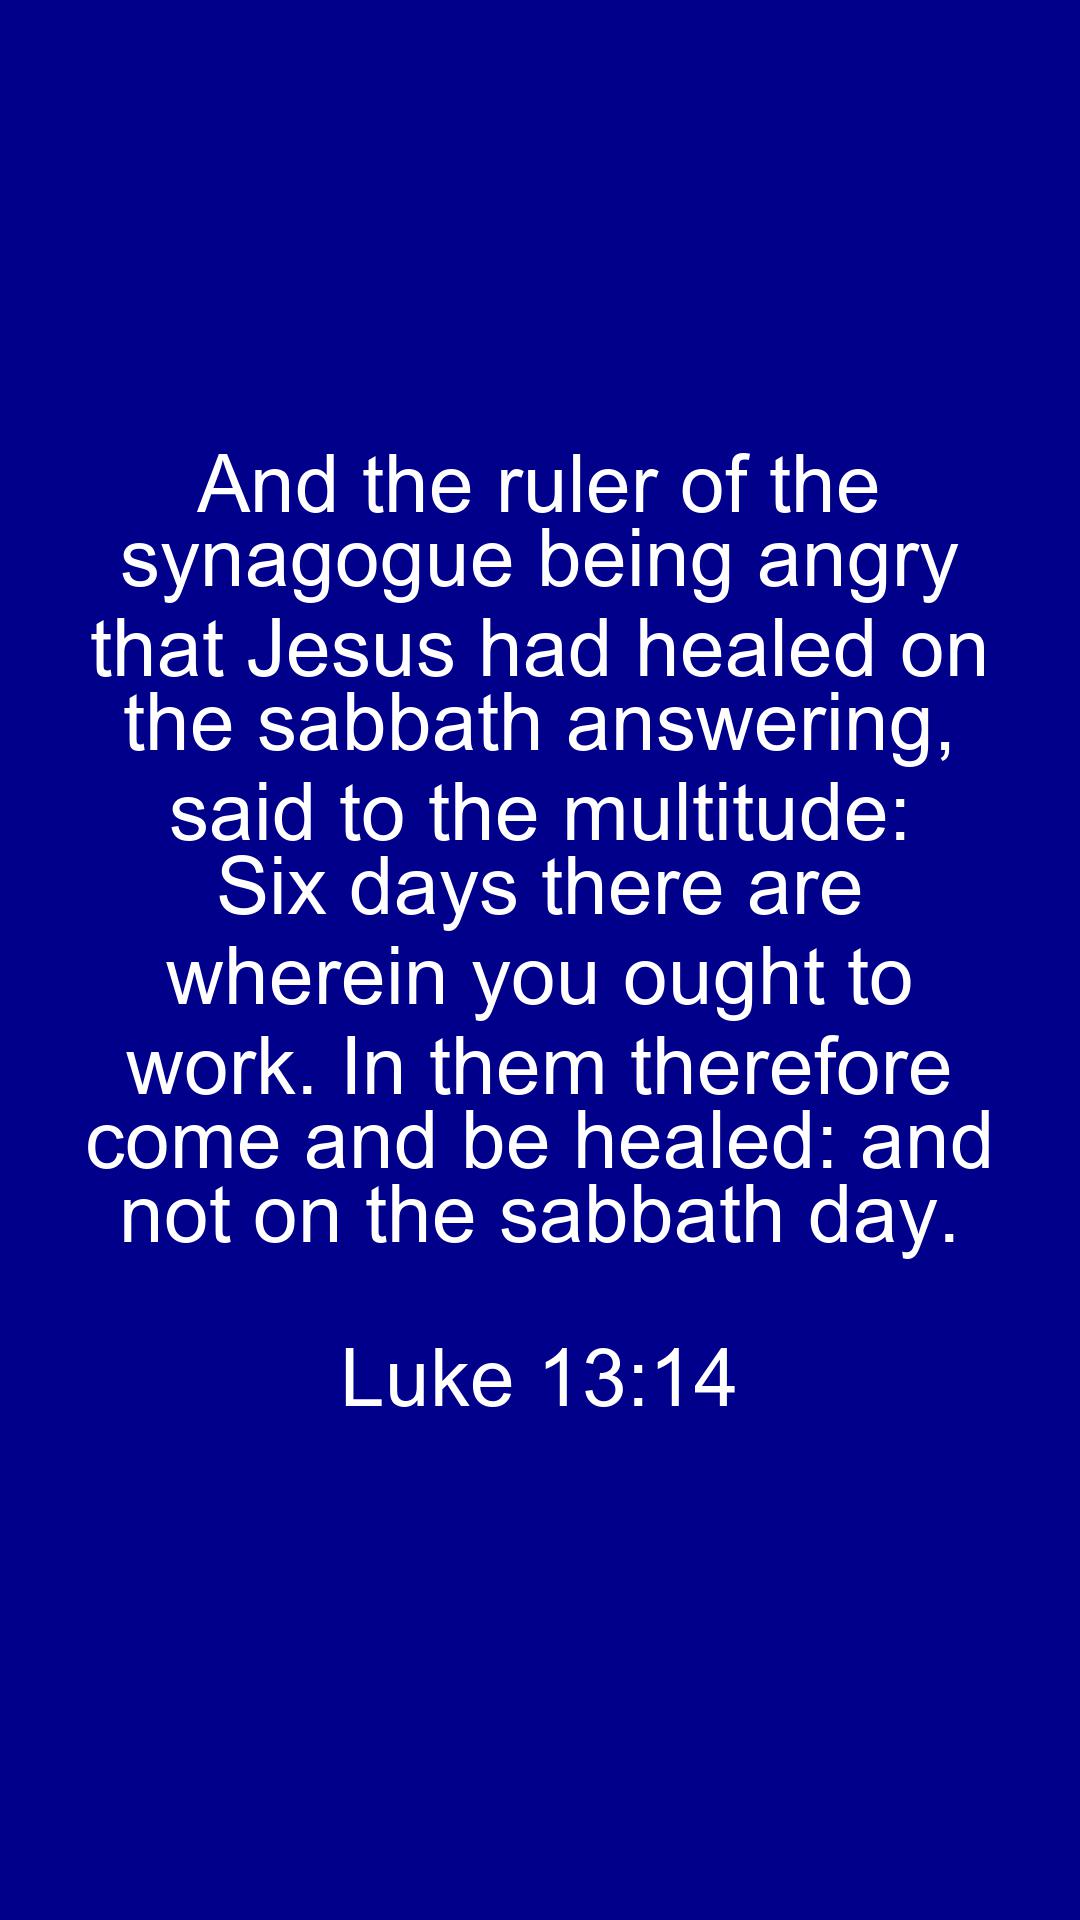 And the ruler of the
synagogue being angry
that Jesus had healed on
the sabbath answering,
said to the multitude:
Six days there are
wherein you ought to
work. In them therefore
come and be healed: and
not on the sabbath day.
Luke 13:14